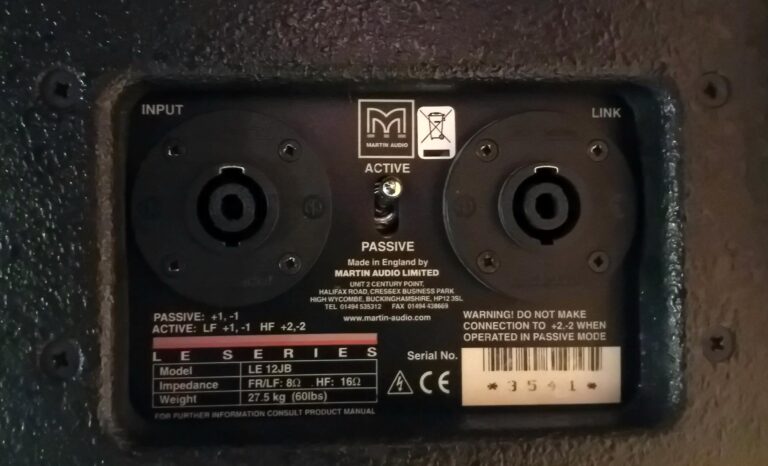 INPUT
MARTIN AUDIO
LINK
ACTIVE
PASSIVE
Made in England by
MARTIN AUDIO LIMITED
UNIT 2 CENTURY POINT,
HALIFAX ROAD, CRESSEX BUSINESS PARK
HIGH WYCOMBE, BUCKINGHAMSHIRE, HP12 3SL
TEL 01494 535312 FAX 01494 438669
www.martin-audio.com
PASSIVE: +1, -1
ACTIVE: LF +1,-1 HF +2,-2
WARNING! DO NOT MAKE
CONNECTION TO +2.-2 WHEN
OPERATED IN PASSIVE MODE
LE SERIES
Model LE 12JB
Impedance FR/LF: 8Ω . HF: 16Ω
Weight 27.5 kg (60lbs)
FOR FURTHER INFORMATION CONSULT PRODUCT MANUAL
Serial No.
CE
*3541*